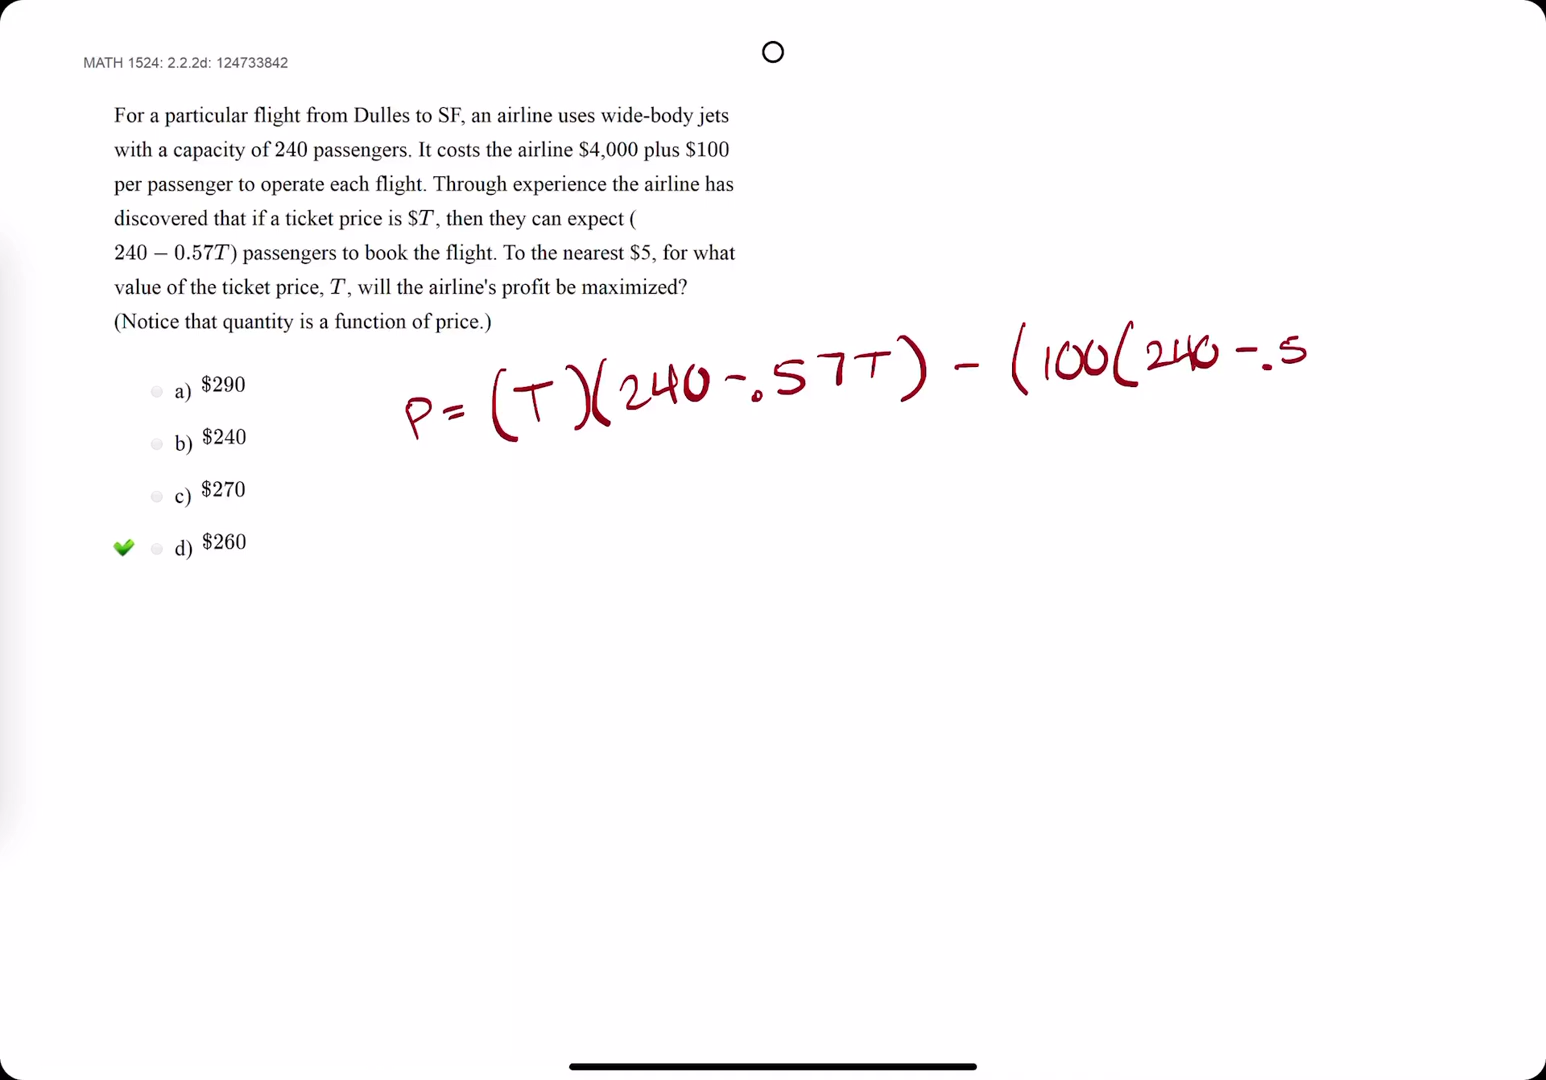 MATH 1524: 2.2.2d: 124733842
For a particular flight from Dulles to SF, an airline uses wide-body jets
with a capacity of 240 passengers. It costs the airline $4,000 plus $100
per passenger to operate each flight. Through experience the airline has
discovered that if a ticket price is $T, then they can expect (
240 − 0.57T) passengers to book the flight. To the nearest $5, for what
value of the ticket price, T, will the airline's profit be maximized?
(Notice that quantity is a function of price.)
P = (T)(240 - .57T) - (100(240 - .5
a) $290
b) $240
c) $270
d) $260